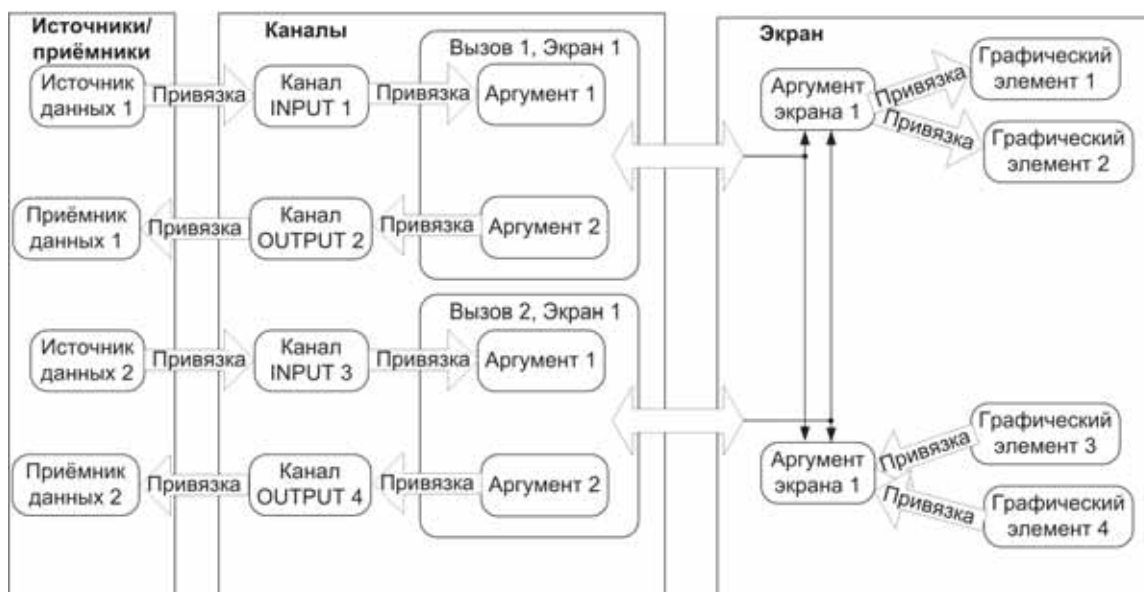 Источники/
приёмники
Источник
данных 1
Привязка
Приёмник
данных 1
Привязка
Источник
данных 2
Привязка
Приёмник
данных 2
Привязка
Каналы
Канал
INPUT 1
Привязка
Вызов 1, Экран 1
Аргумент 1
Канал
OUTPUT 2
Привязка
Аргумент 2
Вызов 2, Экран 1
Канал
INPUT 3
Привязка
Аргумент 1
Канал
OUTPUT 4
Привязка
Аргумент 2
Экран
Аргумент
экрана 1
Привязка
Графический
элемент 1
Привязка
Графический
элемент 2
Аргумент
экрана 1
Привязка
Графический
элемент 3
Привязка
Графический
элемент 4